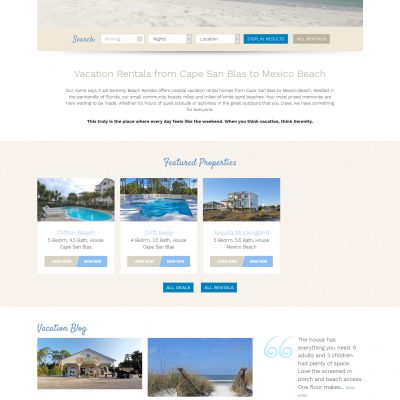 Search:
Arriving
Nights
Location
DISPLAY RESULTS
ALL RENTALS
Vacation Rentals from Cape San Blas to Mexico Beach
Our name says it all! Serenity Beach Rentals offers coastal vacation rental homes from Cape San Blas to Mexico Beach. Nestled in
the panhandle of Florida, our small community boasts miles and miles of white sand beaches. Your most prized memories are
here waiting to be made. Whether it's hours of quiet solitude or activities in the great outdoors that you crave, we have something
for everyone.
This truly is the place where every day feels like the weekend. When you think vacation, think Serenity.
Featured Properties
Clifton Beach
5 Bedrm, 4.5 Bath, House
Cape San Blas
LEARN MORE
BOOK NOW
Drift Away
4 Bedrm, 3.5 Bath, House
Cape San Blas
LEARN MORE
BOOK NOW
Tequila Mockingbird
5 Bedrm, 5.5 Bath, House
Mexico Beach
LEARN MORE
BOOK NOW
ALL DEALS
ALL RENTALS
Vacation Blog
The house has
everything you need. 6
adults and 3 children
had plenty of space.
Love the screened in
porch and beach access.
One floor makes... READ
MORE